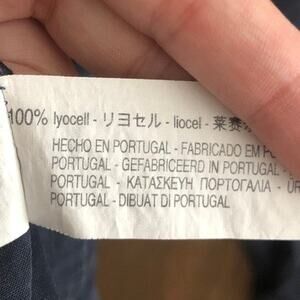 100% lyocell - リヨセル - liocel - 莱赛
HECHO EN PORTUGAL - FABRICADO EM
PORTUGAL - GEFABRICEERD IN PORTUGAL -
PORTUGAL - ΚΑΤΑΣΚΕΥΗ ΠΟΡΤΟΓΑΛΙΑ -
PORTUGAL - DIBUAT DI PORTUGAL